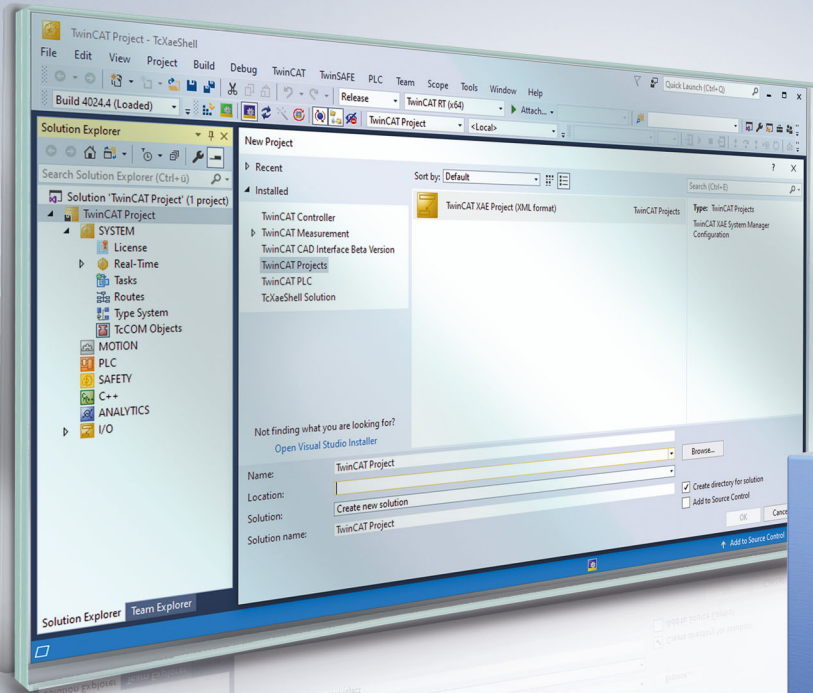 TwinCAT Project - TcXaeShell
Quick Launch (Ctrl+Q)
File Edit View Project Build Debug TwinCAT TwinSAFE PLC Team Scope Tools Window Help
Release TwinCAT RT (x64) Attach...
Build 4024.4 (Loaded) TwinCAT Project <Local>
Solution Explorer
Search Solution Explorer (Ctrl+ü)
Solution 'TwinCAT Project' (1 project)
TwinCAT Project
SYSTEM
License
Real-Time
Tasks
Routes
Type System
TcCOM Objects
MOTION
PLC
SAFETY
C++
ANALYTICS
I/O
Solution Explorer Team Explorer
New Project ? X
Recent
Installed
TwinCAT Controller
TwinCAT Measurement
TwinCAT CAD Interface Beta Version
TwinCAT Projects
TwinCAT PLC
TcXaeShell Solution
Sort by: Default
Search (Ctrl+E)
TwinCAT XAE Project (XML format) TwinCAT Projects
Type: TwinCAT Projects
TwinCAT XAE System Manager
Configuration
Not finding what you are looking for?
Open Visual Studio Installer
Name: TwinCAT Project
Location: Browse...
Solution: Create new solution
Solution name: TwinCAT Project
Create directory for solution
Add to Source Control
OK Cance
Add to Source Control